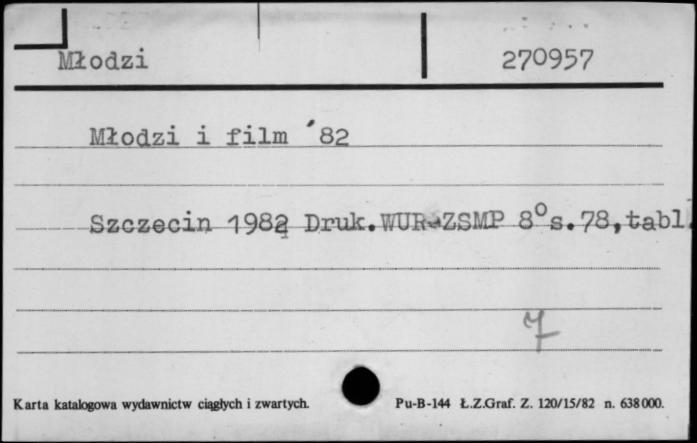 Młodzi 270957
Młodzi i film '82
Szczecin 1982 Druk.WUR-ZSMP 8°s.78,tabl.
7
Karta katalogowa wydawnictw ciągłych i zwartych. Pu-B-144 Ł.Z.Graf. Z. 120/15/82 n. 638000.